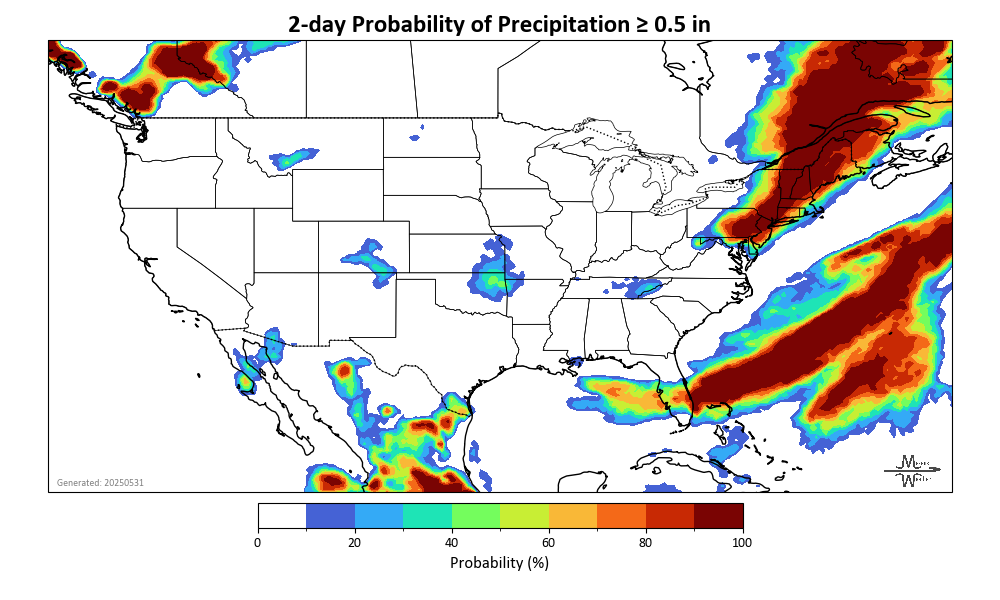 2-day Probability of Precipitation ≥ 0.5 in
Generated: 20250531
0 20 40 60 80 100
Probability (%)